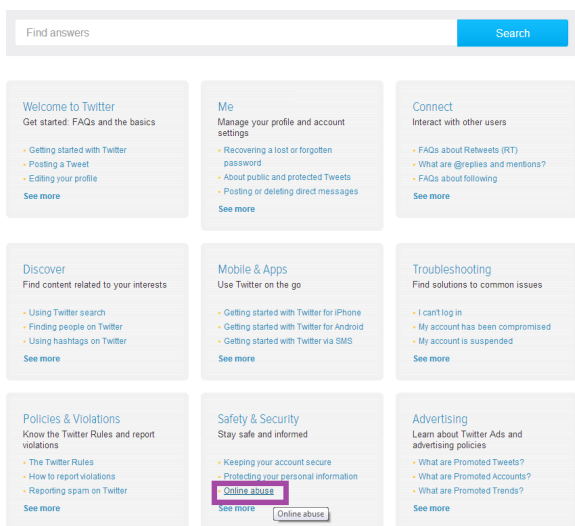 Find answers
Search
Welcome to Twitter
Get started: FAQs and the basics
Getting started with Twitter
Posting a Tweet
Editing your profile
See more
Me
Manage your profile and account
settings
Recovering a lost or forgotten
password
About public and protected Tweets
Posting or deleting direct messages
See more
Connect
Interact with other users
FAQs about Retweets (RT)
What are @replies and mentions?
FAQs about following
See more
Discover
Find content related to your interests
Using Twitter search
Finding people on Twitter
Using hashtags on Twitter
See more
Mobile & Apps
Use Twitter on the go
Getting started with Twitter for iPhone
Getting started with Twitter for Android
Getting started with Twitter via SMS
See more
Troubleshooting
Find solutions to common issues
I can't log in
My account has been compromised
My account is suspended
See more
Policies & Violations
Know the Twitter Rules and report
violations
The Twitter Rules
How to report violations
Reporting spam on Twitter
See more
Safety & Security
Stay safe and informed
Keeping your account secure
Protecting your personal information
Online abuse
See more
Online abuse
Advertising
Learn about Twitter Ads and
advertising policies
What are Promoted Tweets?
What are Promoted Accounts?
What are Promoted Trends?
See more